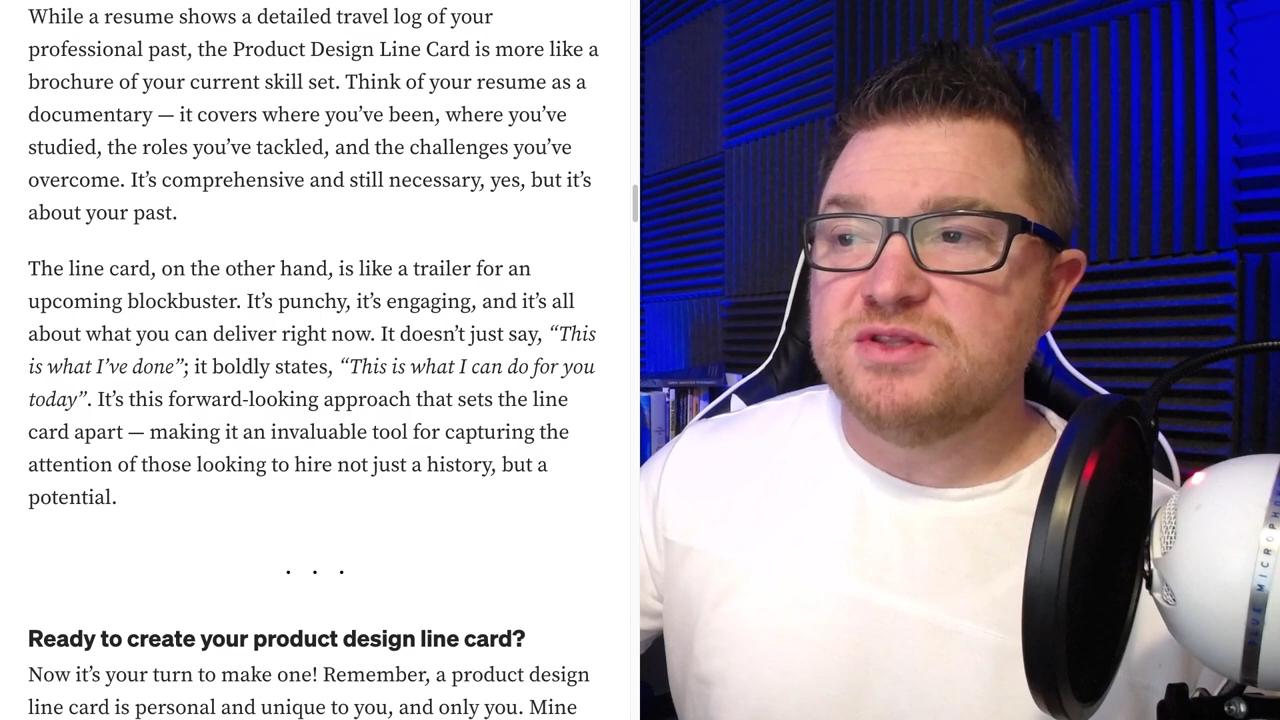 While a resume shows a detailed travel log of your
professional past, the Product Design Line Card is more like a
brochure of your current skill set. Think of your resume as a
documentary — it covers where you’ve been, where you’ve
studied, the roles you’ve tackled, and the challenges you’ve
overcome. It’s comprehensive and still necessary, yes, but it’s
about your past.
The line card, on the other hand, is like a trailer for an
upcoming blockbuster. It’s punchy, it’s engaging, and it’s all
about what you can deliver right now. It doesn’t just say, “This
is what I’ve done”; it boldly states, “This is what I can do for you
today”. It’s this forward-looking approach that sets the line
card apart — making it an invaluable tool for capturing the
attention of those looking to hire not just a history, but a
potential.
. . .
Ready to create your product design line card?
Now it’s your turn to make one! Remember, a product design
line card is personal and unique to you, and only you. Mine
BLUE MICROPH